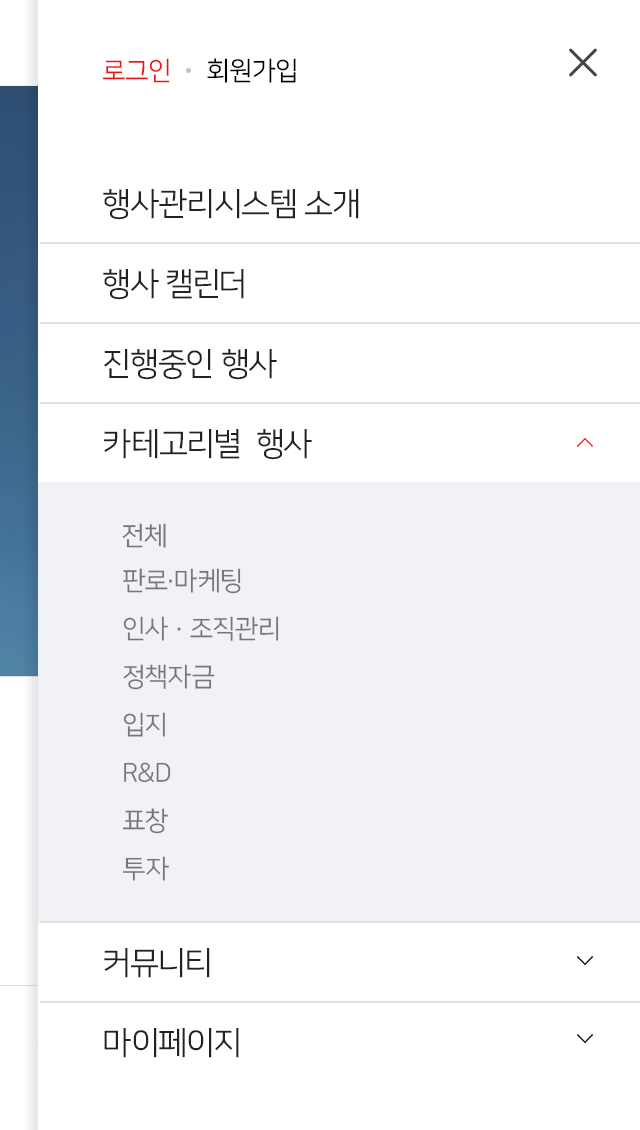 로그인 • 회원가입
행사관리시스템 소개
행사 캘린더
진행중인 행사
카테고리별 행사
전체
판로·마케팅
인사 · 조직관리
정책자금
입지
R&D
표창
투자
커뮤니티
마이페이지